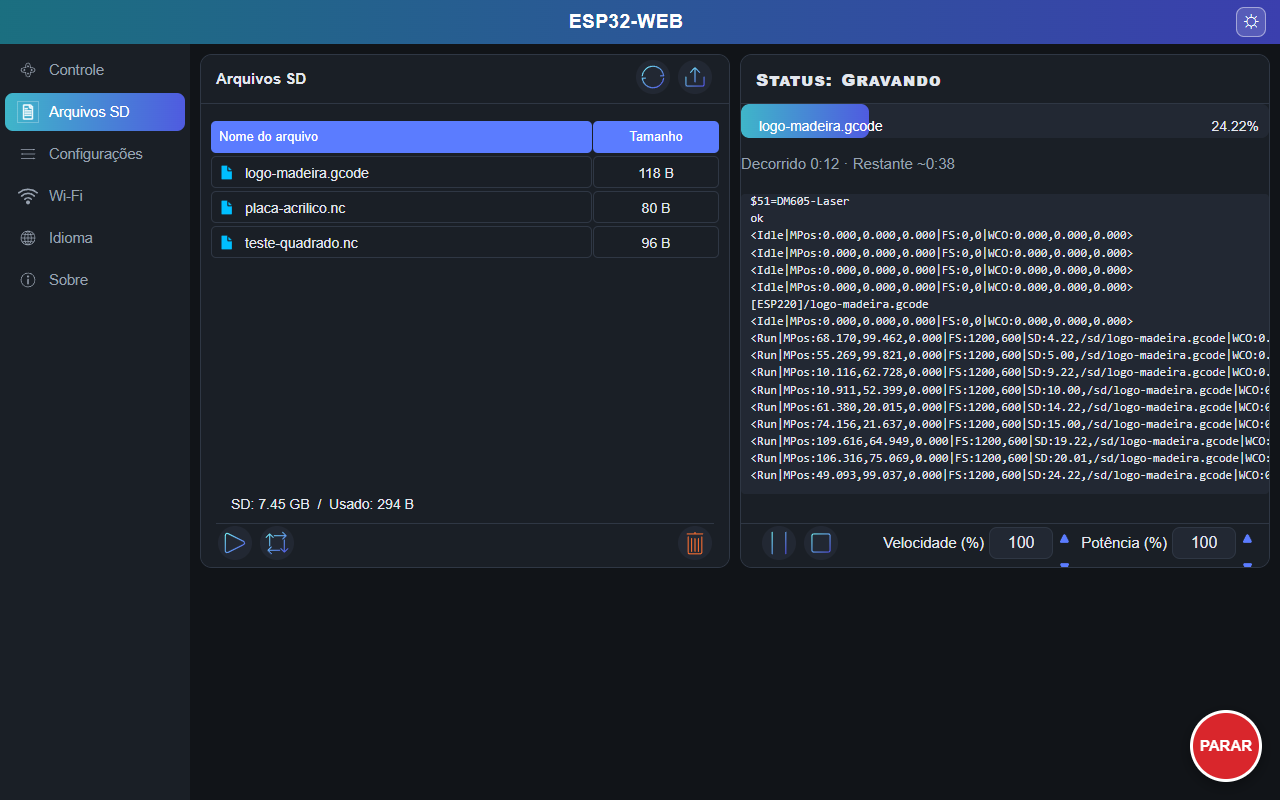 ESP32-WEB
Controle
Arquivos SD
Configurações
Wi-Fi
Idioma
Sobre
Arquivos SD
Nome do arquivo Tamanho
logo-madeira.gcode 118 B
placa-acrilico.nc 80 B
teste-quadrado.nc 96 B
SD: 7.45 GB / Usado: 294 B
Status: Gravando
logo-madeira.gcode 24.22%
Decorrido 0:12 · Restante ~0:38
$51=DM605-Laser
ok
<Idle|MPos:0.000,0.000,0.000|FS:0,0|WCO:0.000,0.000,0.000>
<Idle|MPos:0.000,0.000,0.000|FS:0,0|WCO:0.000,0.000,0.000>
<Idle|MPos:0.000,0.000,0.000|FS:0,0|WCO:0.000,0.000,0.000>
<Idle|MPos:0.000,0.000,0.000|FS:0,0|WCO:0.000,0.000,0.000>
[ESP220]/logo-madeira.gcode
<Idle|MPos:0.000,0.000,0.000|FS:0,0|WCO:0.000,0.000,0.000>
<Run|MPos:68.170,99.462,0.000|FS:1200,600|SD:4.22,/sd/logo-madeira.gcode|WCO:0.
<Run|MPos:55.269,99.821,0.000|FS:1200,600|SD:5.00,/sd/logo-madeira.gcode|WCO:0.
<Run|MPos:10.116,62.728,0.000|FS:1200,600|SD:9.22,/sd/logo-madeira.gcode|WCO:0.
<Run|MPos:10.911,52.399,0.000|FS:1200,600|SD:10.00,/sd/logo-madeira.gcode|WCO:0
<Run|MPos:61.380,20.015,0.000|FS:1200,600|SD:14.22,/sd/logo-madeira.gcode|WCO:0
<Run|MPos:74.156,21.637,0.000|FS:1200,600|SD:15.00,/sd/logo-madeira.gcode|WCO:0
<Run|MPos:109.616,64.949,0.000|FS:1200,600|SD:19.22,/sd/logo-madeira.gcode|WCO:
<Run|MPos:106.316,75.069,0.000|FS:1200,600|SD:20.01,/sd/logo-madeira.gcode|WCO:
<Run|MPos:49.093,99.037,0.000|FS:1200,600|SD:24.22,/sd/logo-madeira.gcode|WCO:0
Velocidade (%) 100 Potência (%) 100
PARAR